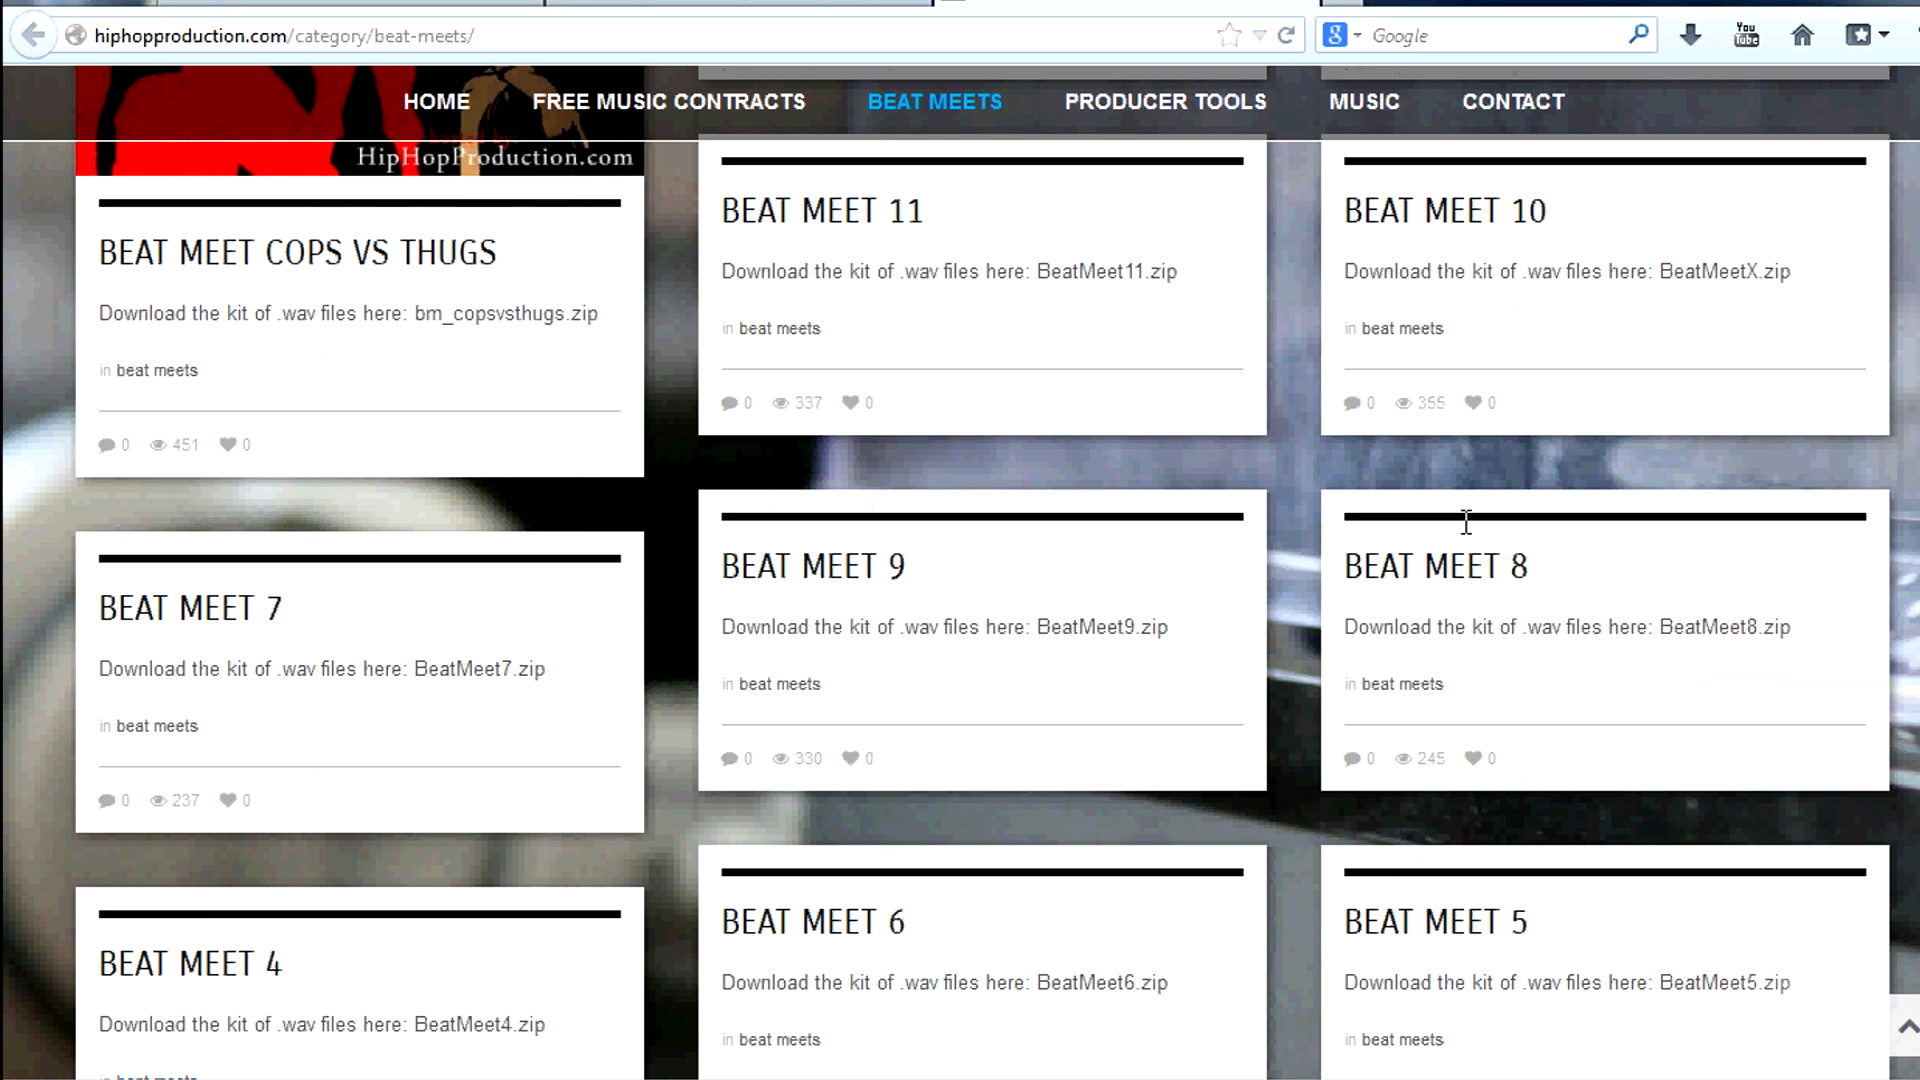 hiphopproduction.com/category/beat-meets/
Google
You Tube
HOME FREE MUSIC CONTRACTS BEAT MEETS PRODUCER TOOLS MUSIC CONTACT
HipHopProduction.com
BEAT MEET COPS VS THUGS
Download the kit of .wav files here: bm_copsvsthugs.zip
in beat meets
0 451 0
BEAT MEET 11
Download the kit of .wav files here: BeatMeet11.zip
in beat meets
0 337 0
BEAT MEET 10
Download the kit of .wav files here: BeatMeetX.zip
in beat meets
0 355 0
BEAT MEET 7
Download the kit of .wav files here: BeatMeet7.zip
in beat meets
0 237 0
BEAT MEET 9
Download the kit of .wav files here: BeatMeet9.zip
in beat meets
0 330 0
BEAT MEET 8
Download the kit of .wav files here: BeatMeet8.zip
in beat meets
0 245 0
BEAT MEET 4
Download the kit of .wav files here: BeatMeet4.zip
BEAT MEET 6
Download the kit of .wav files here: BeatMeet6.zip
in beat meets
BEAT MEET 5
Download the kit of .wav files here: BeatMeet5.zip
in beat meets